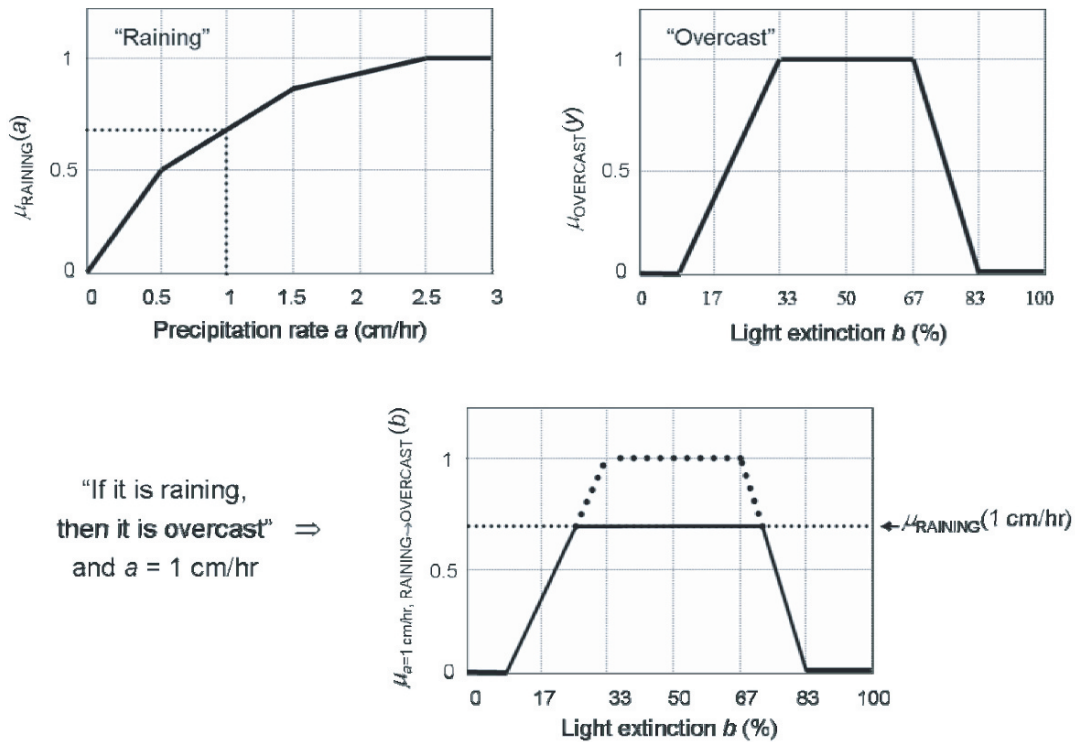 “Raining”
1
0.5
0
μRAINING(a)
0 0.5 1 1.5 2 2.5 3
Precipitation rate a (cm/hr)
“Overcast”
1
0.5
0
μOVERCAST(y)
0 17 33 50 67 83 100
Light extinction b (%)
“If it is raining,
then it is overcast” ⇒
and a = 1 cm/hr
1
0.5
0
μa=1 cm/hr, RAINING→OVERCAST(b)
μRAINING(1 cm/hr)
0 17 33 50 67 83 100
Light extinction b (%)